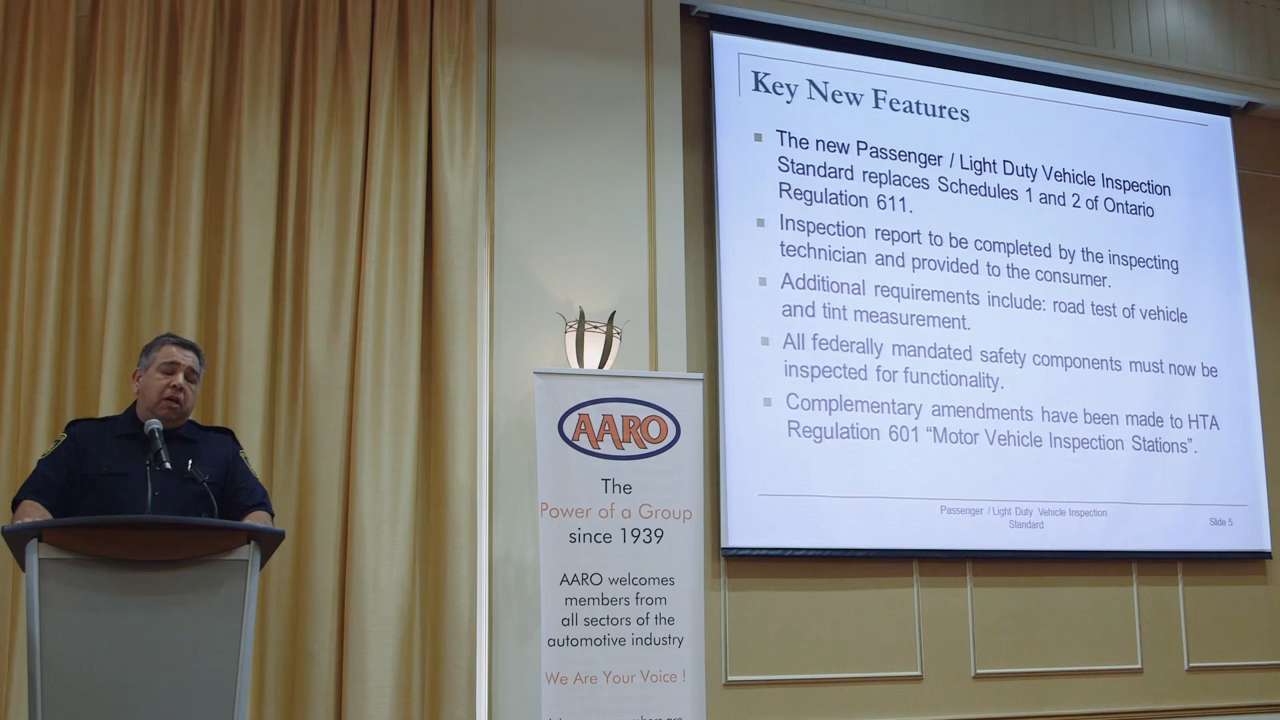 Key New Features
The new Passenger / Light Duty Vehicle Inspection
Standard replaces Schedules 1 and 2 of Ontario
Regulation 611.
Inspection report to be completed by the inspecting
technician and provided to the consumer.
Additional requirements include: road test of vehicle
and tint measurement.
All federally mandated safety components must now be
inspected for functionality.
Complementary amendments have been made to HTA
Regulation 601 “Motor Vehicle Inspection Stations”.
Passenger / Light Duty Vehicle Inspection
Standard
Slide 5
AARO
The
Power of a Group
since 1939
AARO welcomes
members from
all sectors of the
automotive industry
We Are Your Voice !